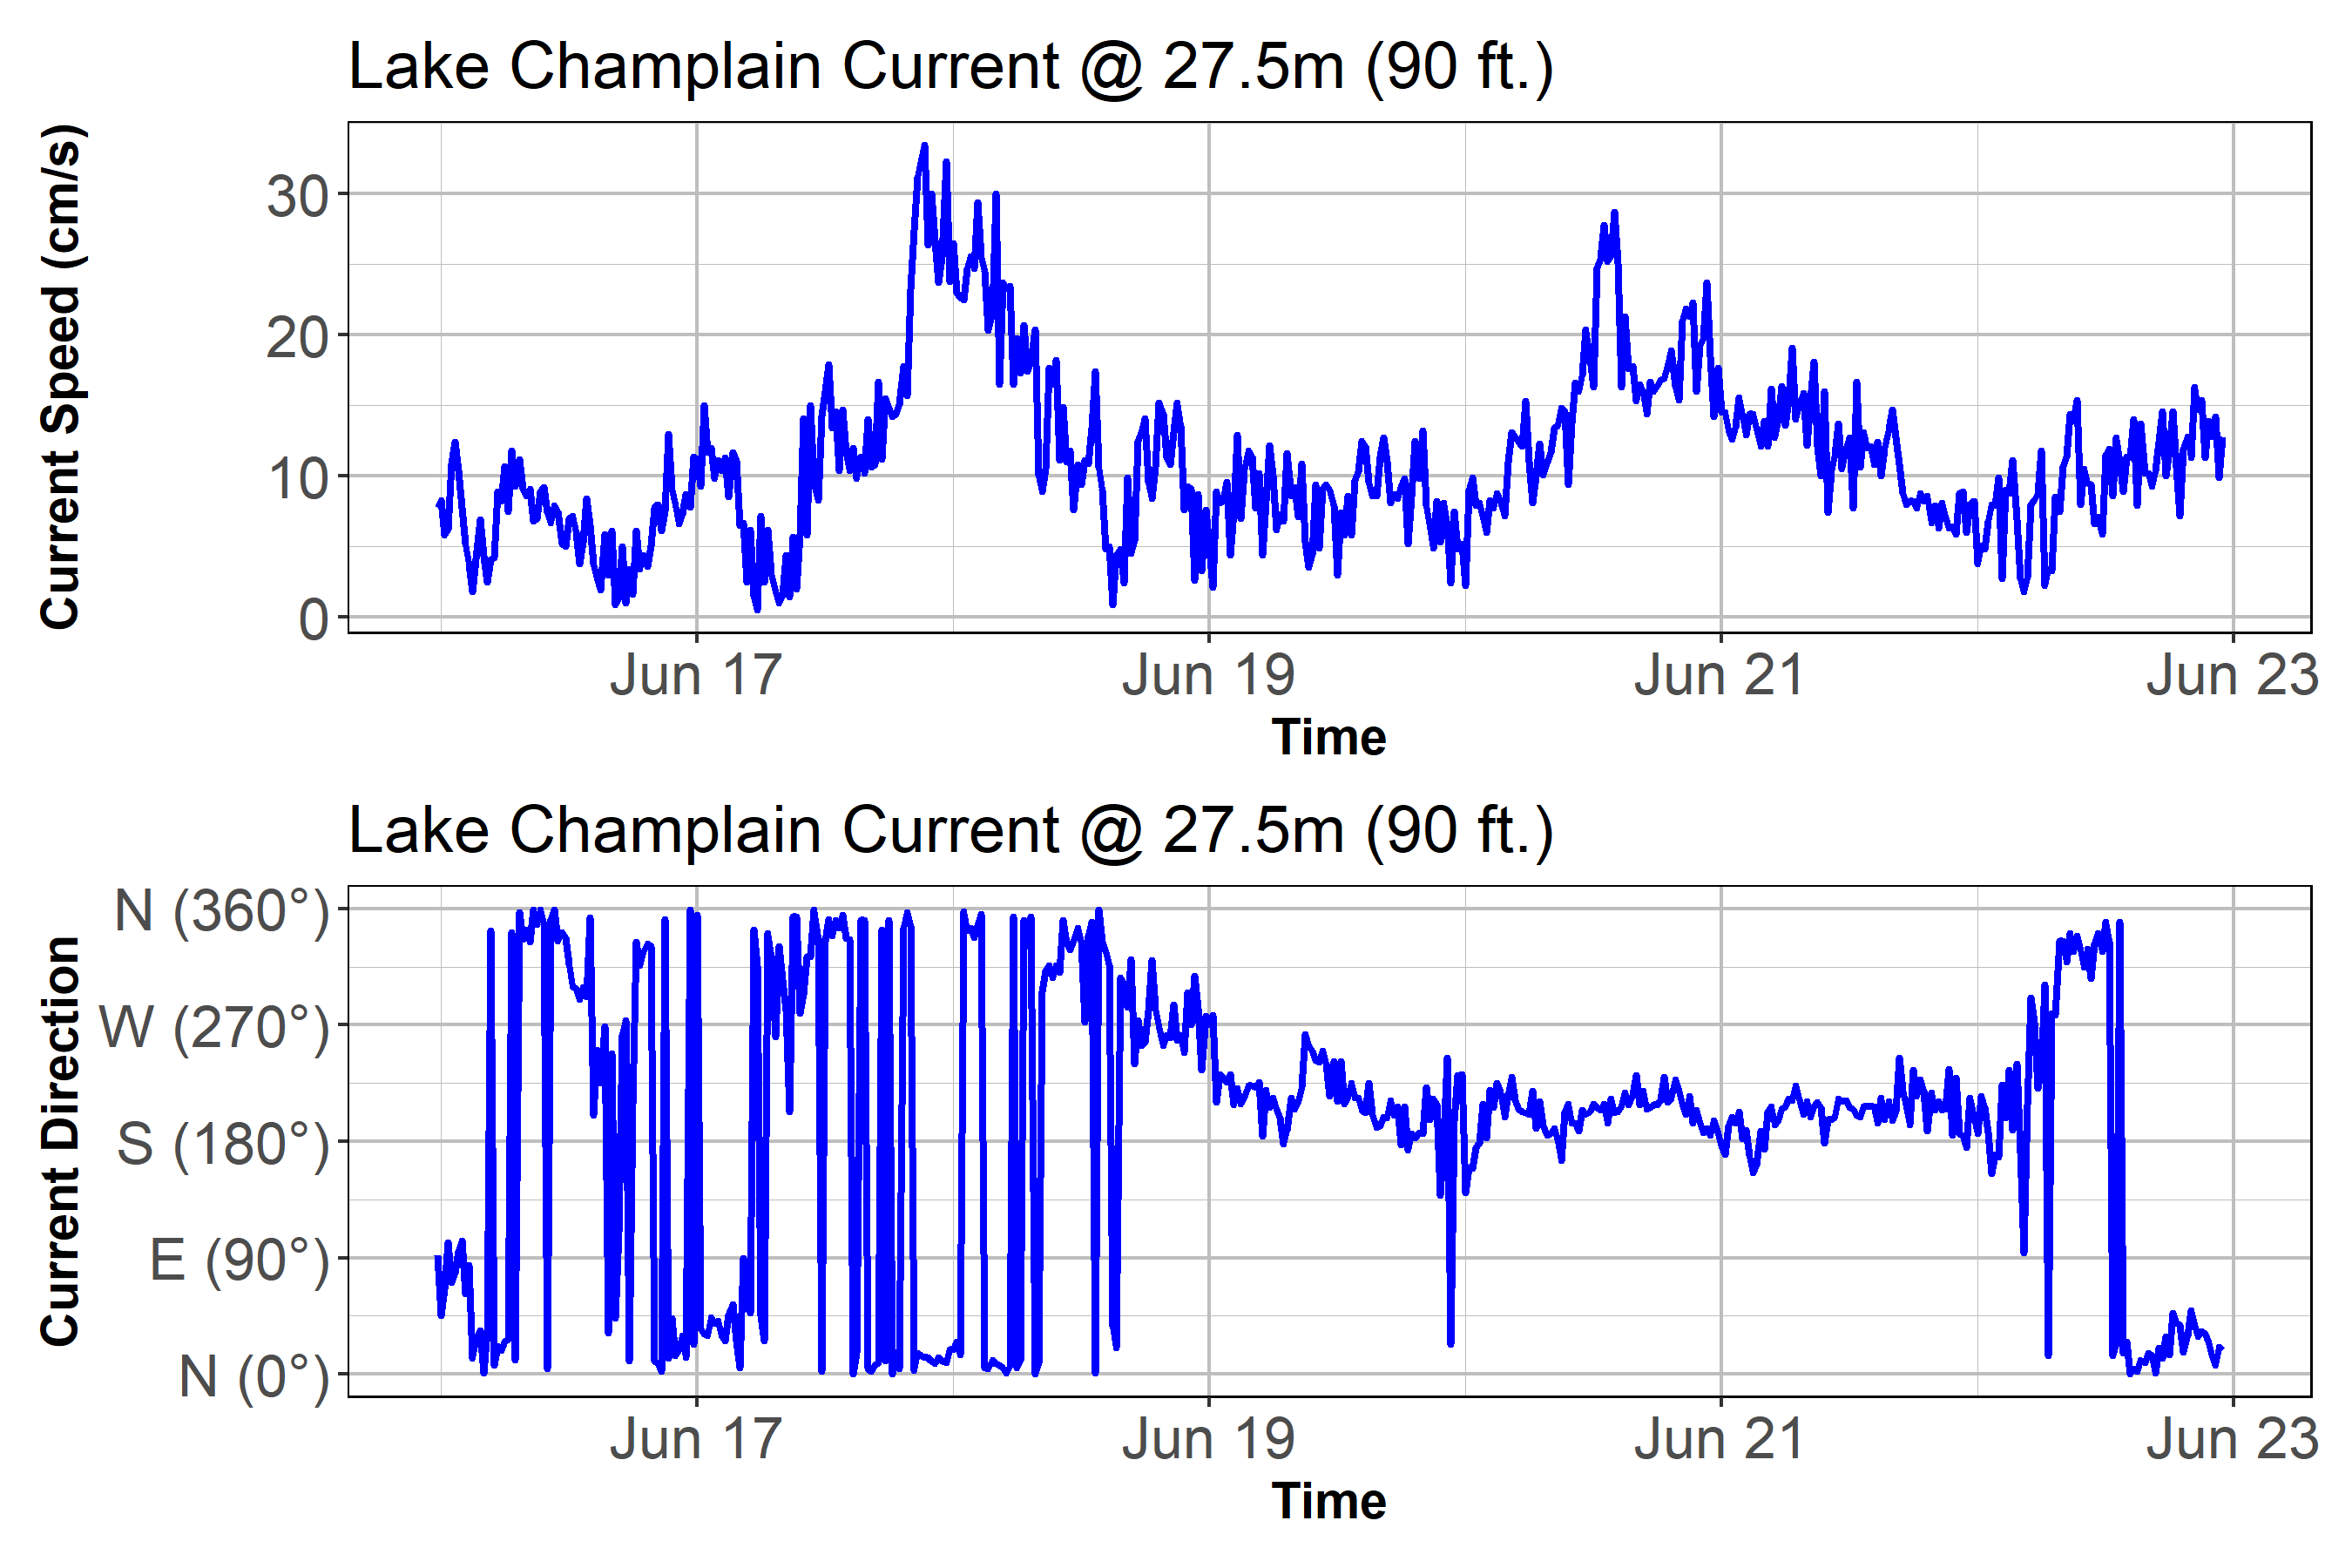 Lake Champlain Current @ 27.5m (90 ft.)
Current Speed (cm/s)
30
20
10
0
Jun 17 Jun 19 Jun 21 Jun 23
Time
Lake Champlain Current @ 27.5m (90 ft.)
Current Direction
N (360°)
W (270°)
S (180°)
E (90°)
N (0°)
Jun 17 Jun 19 Jun 21 Jun 23
Time